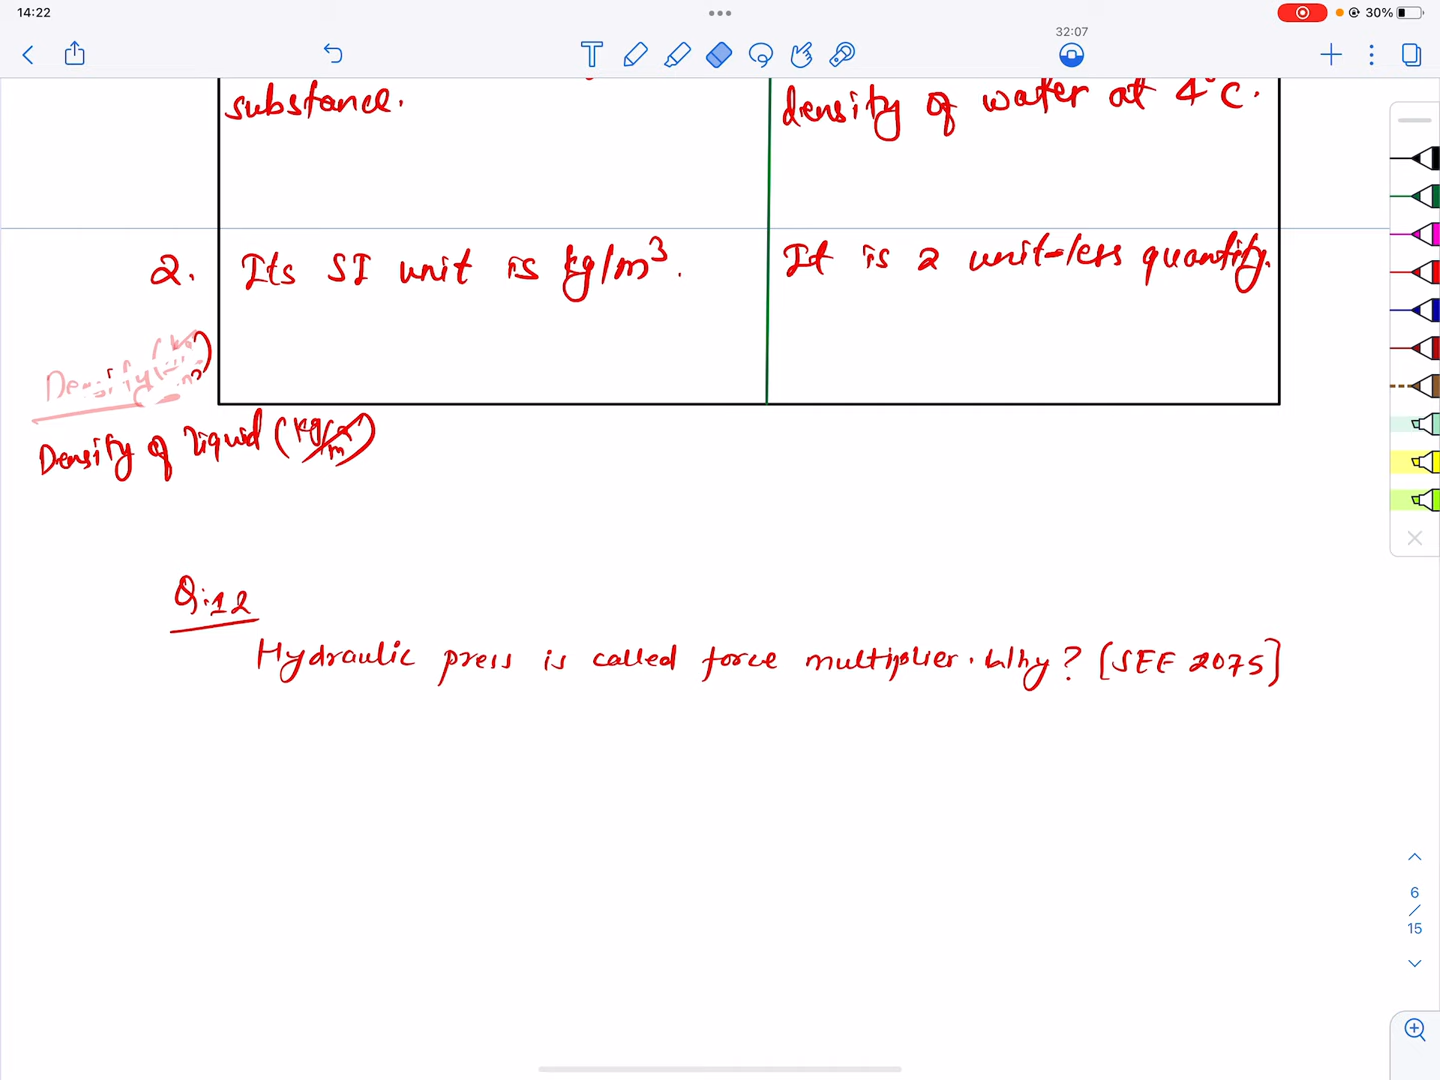 14:22
30%
32:07
substance.
density of water at 4°C.
2. Its SI unit is kg/m³.
It is a unit-less quantity.
Density
Density of liquid (kg/m
Q:12
Hydraulic press is called force multiplier. Why? [SEE 2075]
6
/
15